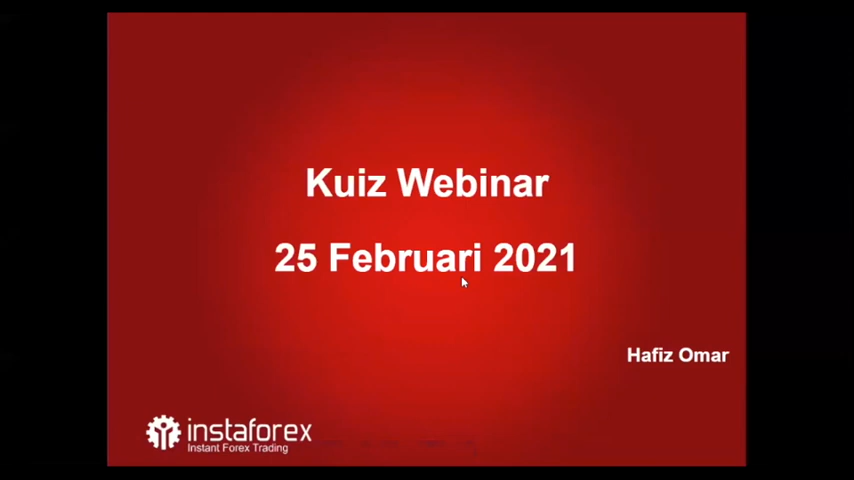 Kuiz Webinar
25 Februari 2021
Hafiz Omar
instaforex
Instant Forex Trading